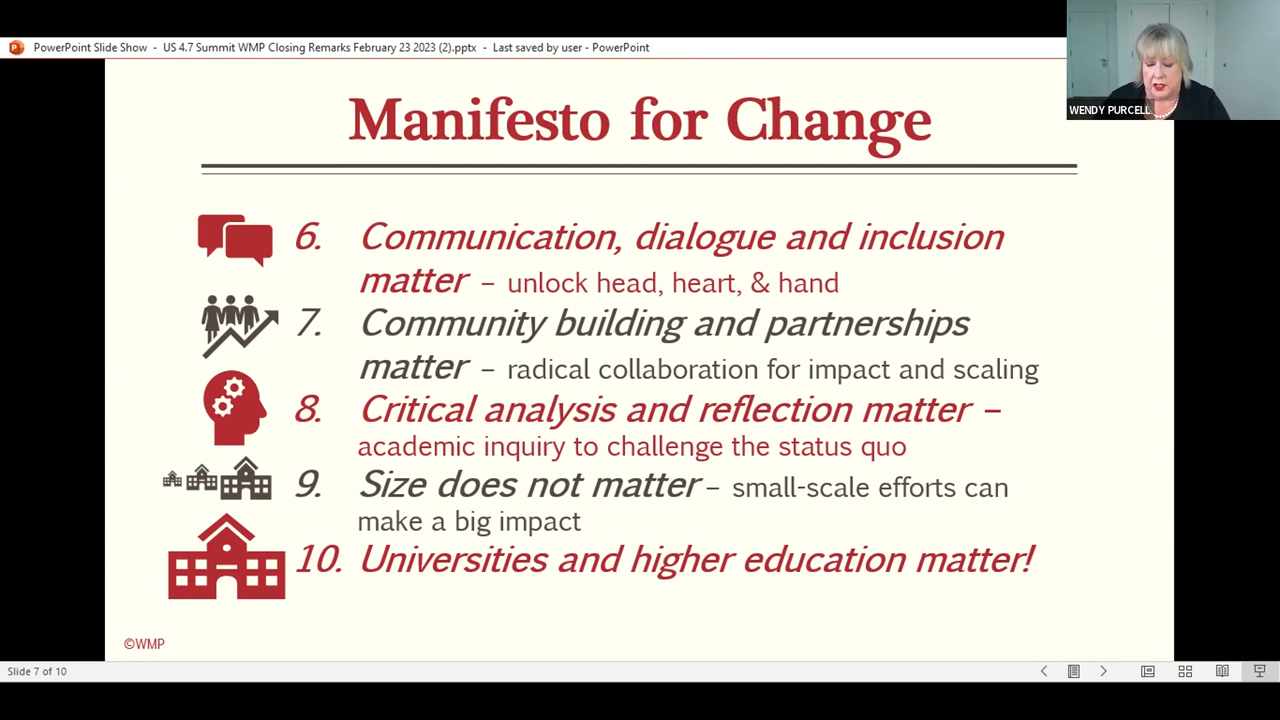 PowerPoint Slide Show - US 4.7 Summit WMP Closing Remarks February 23 2023 (2).pptx - Last saved by user - PowerPoint
WENDY PURCELL
Manifesto for Change
6. Communication, dialogue and inclusion
matter – unlock head, heart, & hand
7. Community building and partnerships
matter – radical collaboration for impact and scaling
8. Critical analysis and reflection matter –
academic inquiry to challenge the status quo
9. Size does not matter – small-scale efforts can
make a big impact
10. Universities and higher education matter!
©WMP
Slide 7 of 10